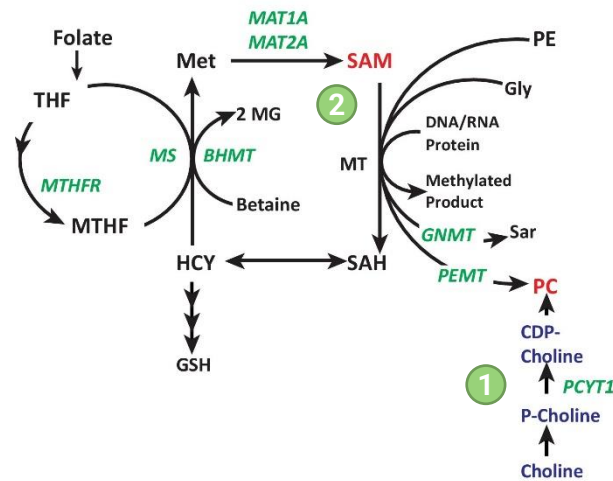 MAT1A
MAT2A
Folate
Met
SAM
PE
THF
2
Gly
2 MG
DNA/RNA
Protein
MS
BHMT
MT
MTHFR
Methylated
Product
Betaine
MTHF
GNMT
Sar
HCY
SAH
PEMT
PC
CDP-
Choline
GSH
1
PCYT1
P-Choline
Choline